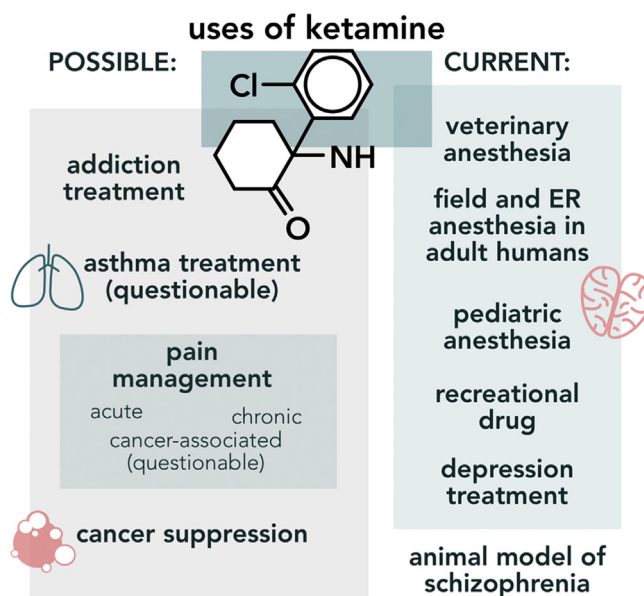 uses of ketamine
POSSIBLE:
Cl
NH
O
addiction
treatment
asthma treatment
(questionable)
pain
management
acute
chronic
cancer-associated
(questionable)
cancer suppression
CURRENT:
veterinary
anesthesia
field and ER
anesthesia in
adult humans
pediatric
anesthesia
recreational
drug
depression
treatment
animal model of
schizophrenia